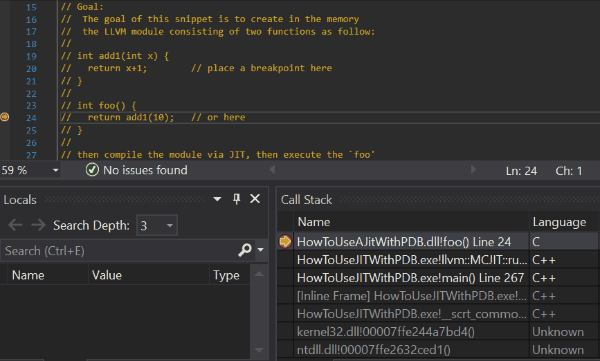 15 // Goal:
16 //  The goal of this snippet is to create in the memory
17 //  the LLVM module consisting of two functions as follow:
18 //
19 // int add1(int x) {
20 //   return x+1;       // place a breakpoint here
21 // }
22 //
23 // int foo() {
24 //   return add1(10);   // or here
25 // }
26 //
27 // then compile the module via JIT, then execute the `foo'
59 % No issues found Ln: 24 Ch: 1
Locals
Search Depth: 3
Search (Ctrl+E)
Name Value Type
Call Stack
Name Language
HowToUseAJitWithPDB.dll!foo() Line 24 C
HowToUseJITWithPDB.exe!llvm::MCJIT::ru... C++
HowToUseJITWithPDB.exe!main() Line 267 C++
[Inline Frame] HowToUseJITWithPDB.exe!... C++
HowToUseJITWithPDB.exe!__scrt_commo... C++
kernel32.dll!00007ffe244a7bd4() Unknown
ntdll.dll!00007ffe2632ced1() Unknown